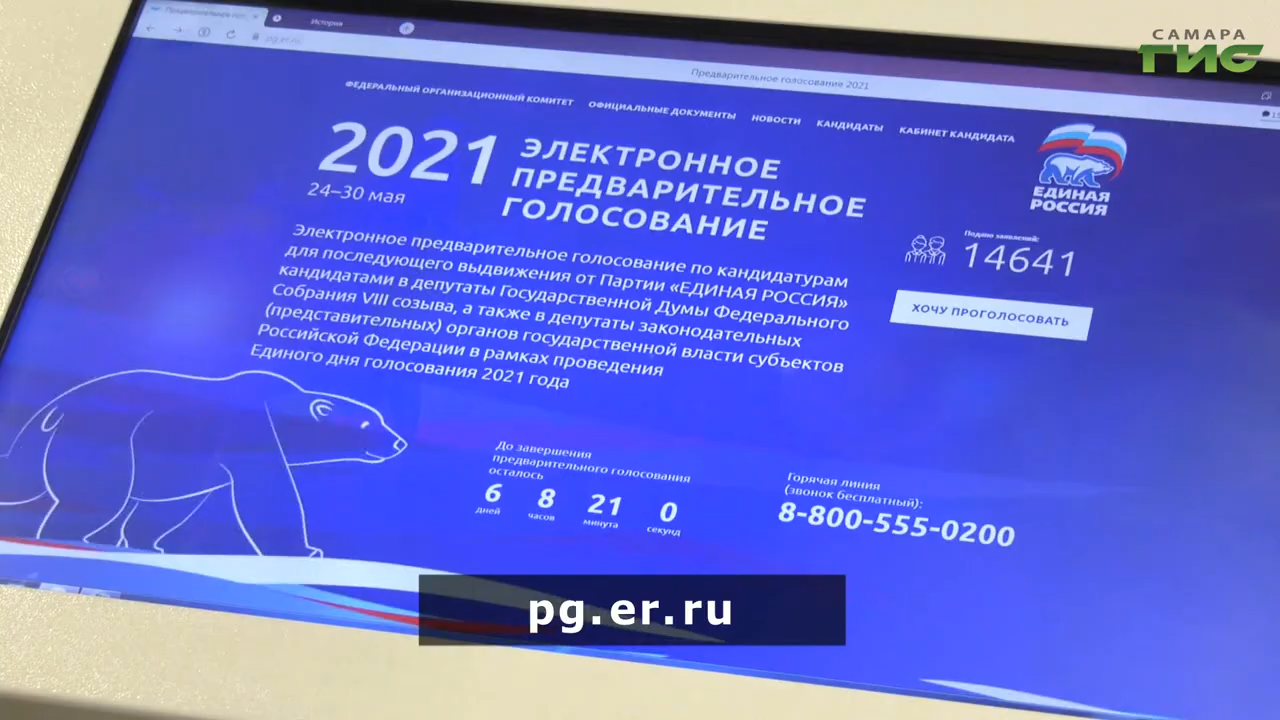 САМАРА
ГИС
История
pg.er.ru
Предварительное голосование 2021
ФЕДЕРАЛЬНЫЙ ОРГАНИЗАЦИОННЫЙ КОМИТЕТ
ОФИЦИАЛЬНЫЕ ДОКУМЕНТЫ
НОВОСТИ
КАНДИДАТЫ
КАБИНЕТ КАНДИДАТА
2021
24–30 мая
ЭЛЕКТРОННОЕ
ПРЕДВАРИТЕЛЬНОЕ
ГОЛОСОВАНИЕ
ЕДИНАЯ
РОССИЯ
Электронное предварительное голосование по кандидатурам
для последующего выдвижения от Партии «ЕДИНАЯ РОССИЯ»
кандидатами в депутаты Государственной Думы Федерального
Собрания VIII созыва, а также в депутаты законодательных
(представительных) органов государственной власти субъектов
Российской Федерации в рамках проведения
Единого дня голосования 2021 года
Подано заявлений:
14641
ХОЧУ ПРОГОЛОСОВАТЬ
До завершения
предварительного голосования
осталось
6 8 21 0
дней часов минута секунд
Горячая линия
(звонок бесплатный):
8-800-555-0200
pg.er.ru